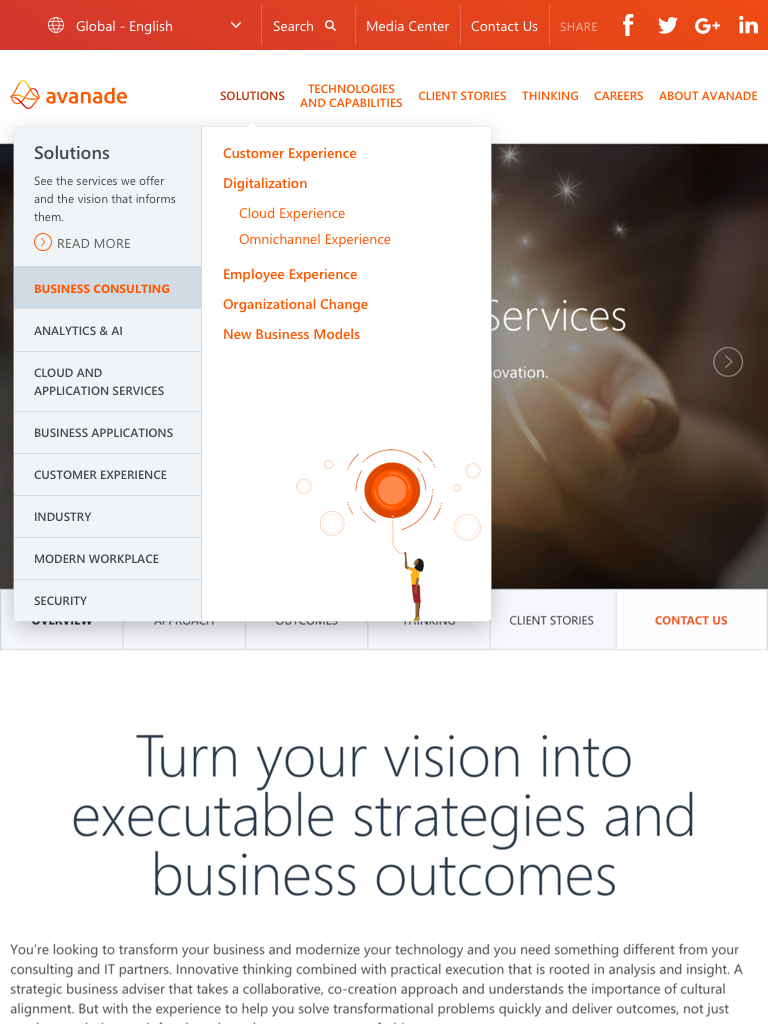 Global - English
Search
Media Center
Contact Us
SHARE
avanade
SOLUTIONS
TECHNOLOGIES
AND CAPABILITIES
CLIENT STORIES
THINKING
CAREERS
ABOUT AVANADE
Solutions
See the services we offer
and the vision that informs
them.
READ MORE
BUSINESS CONSULTING
ANALYTICS & AI
CLOUD AND
APPLICATION SERVICES
BUSINESS APPLICATIONS
CUSTOMER EXPERIENCE
INDUSTRY
MODERN WORKPLACE
SECURITY
Customer Experience
Digitalization
Cloud Experience
Omnichannel Experience
Employee Experience
Organizational Change
New Business Models
Services
ovation.
OVERVIEW
APPROACH
OUTCOMES
THINKING
CLIENT STORIES
CONTACT US
Turn your vision into
executable strategies and
business outcomes
You’re looking to transform your business and modernize your technology and you need something different from your
consulting and IT partners. Innovative thinking combined with practical execution that is rooted in analysis and insight. A
strategic business adviser that takes a collaborative, co-creation approach and understands the importance of cultural
alignment. But with the experience to help you solve transformational problems quickly and deliver outcomes, not just